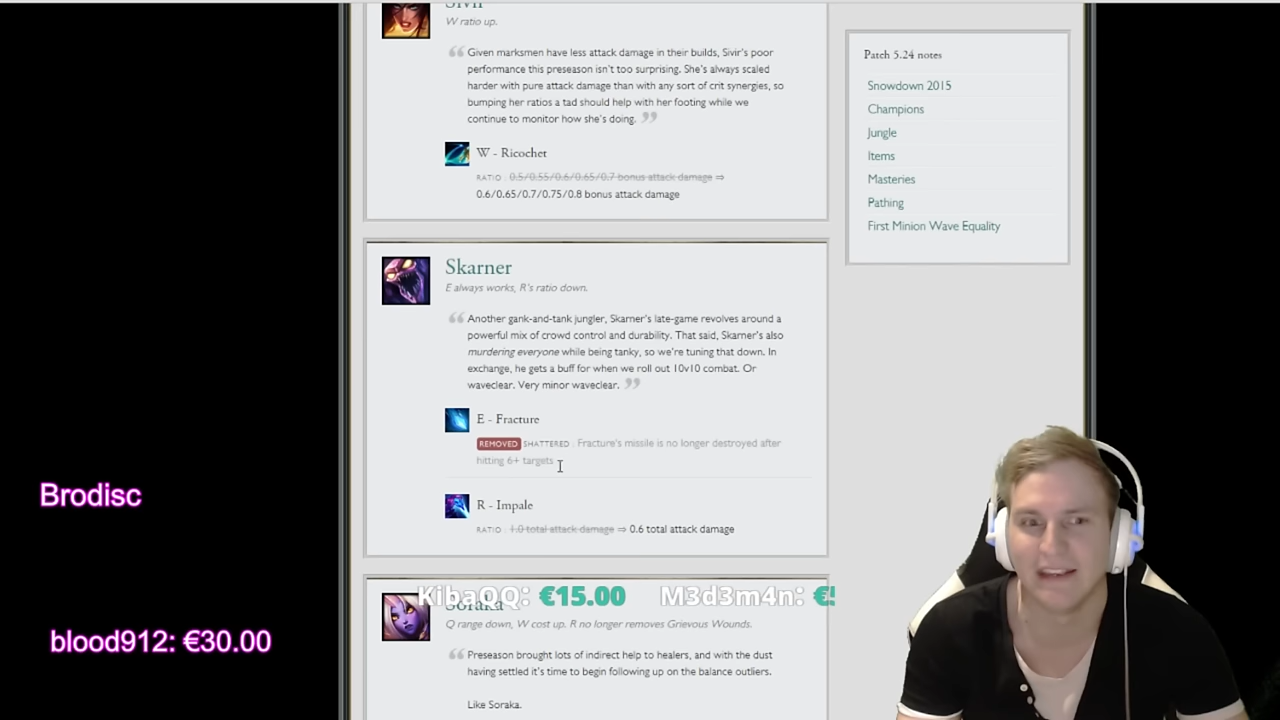 Sivir
W ratio up.
Given marksmen have less attack damage in their builds, Sivir's poor
performance this preseason isn't too surprising. She's always scaled
harder with pure attack damage than with any sort of crit synergies, so
bumping her ratios a tad should help with her footing while we
continue to monitor how she's doing.
W - Ricochet
RATIO : 0.5/0.55/0.6/0.65/0.7 bonus attack damage ⇒
0.6/0.65/0.7/0.75/0.8 bonus attack damage
Patch 5.24 notes
Snowdown 2015
Champions
Jungle
Items
Masteries
Pathing
First Minion Wave Equality
Skarner
E always works, R's ratio down.
Another gank-and-tank jungler, Skarner's late-game revolves around a
powerful mix of crowd control and durability. That said, Skarner's also
murdering everyone while being tanky, so we're tuning that down. In
exchange, he gets a buff for when we roll out 10v10 combat. Or
waveclear. Very minor waveclear.
E - Fracture
REMOVED SHATTERED : Fracture's missile is no longer destroyed after
hitting 6+ targets
R - Impale
RATIO : 1.0 total attack damage ⇒ 0.6 total attack damage
Brodisc
KibaQQ: €15.00 M3d3m4n: €5
Soraka
Q range down, W cost up. R no longer removes Grievous Wounds.
blood912: €30.00
Preseason brought lots of indirect help to healers, and with the dust
having settled it's time to begin following up on the balance outliers.
Like Soraka.